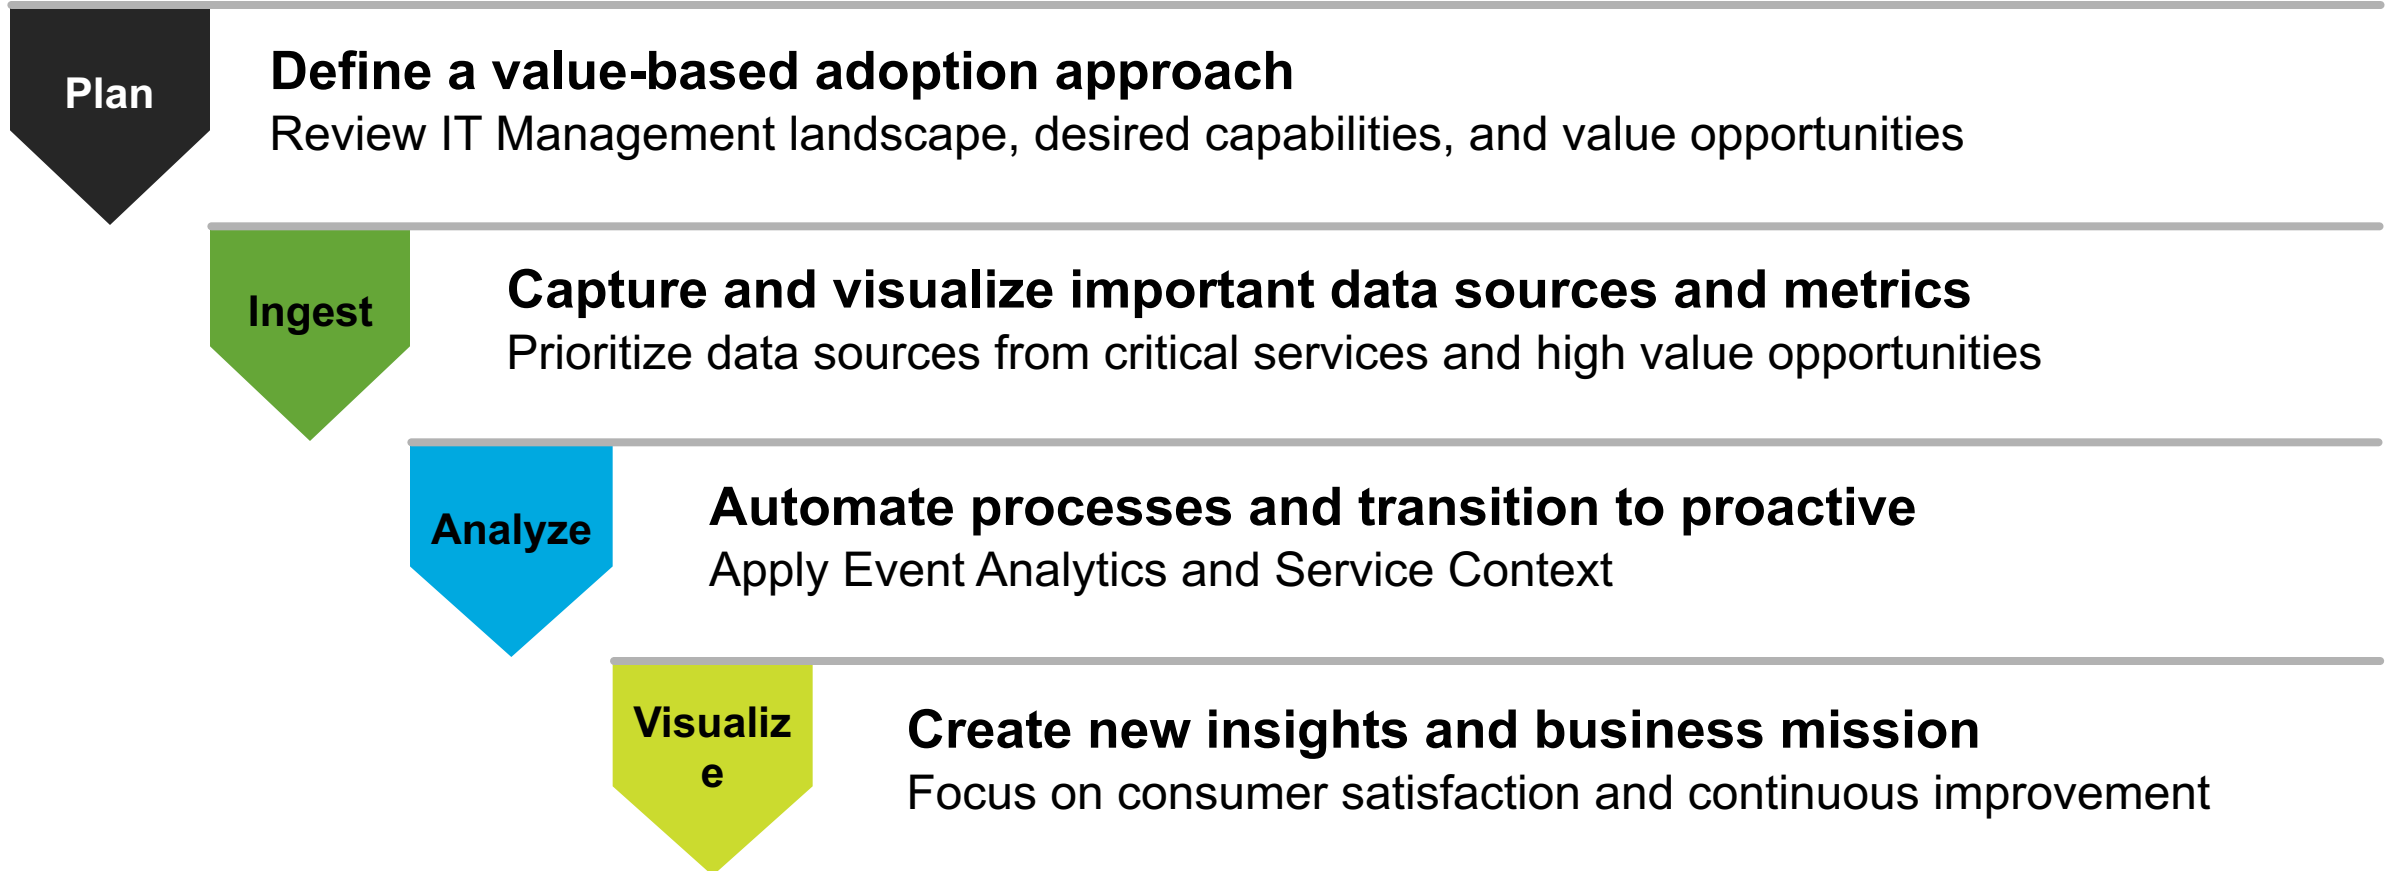 Plan
Define a value-based adoption approach
Review IT Management landscape, desired capabilities, and value opportunities
Ingest
Capture and visualize important data sources and metrics
Prioritize data sources from critical services and high value opportunities
Analyze
Automate processes and transition to proactive
Apply Event Analytics and Service Context
Visualiz
e
Create new insights and business mission
Focus on consumer satisfaction and continuous improvement